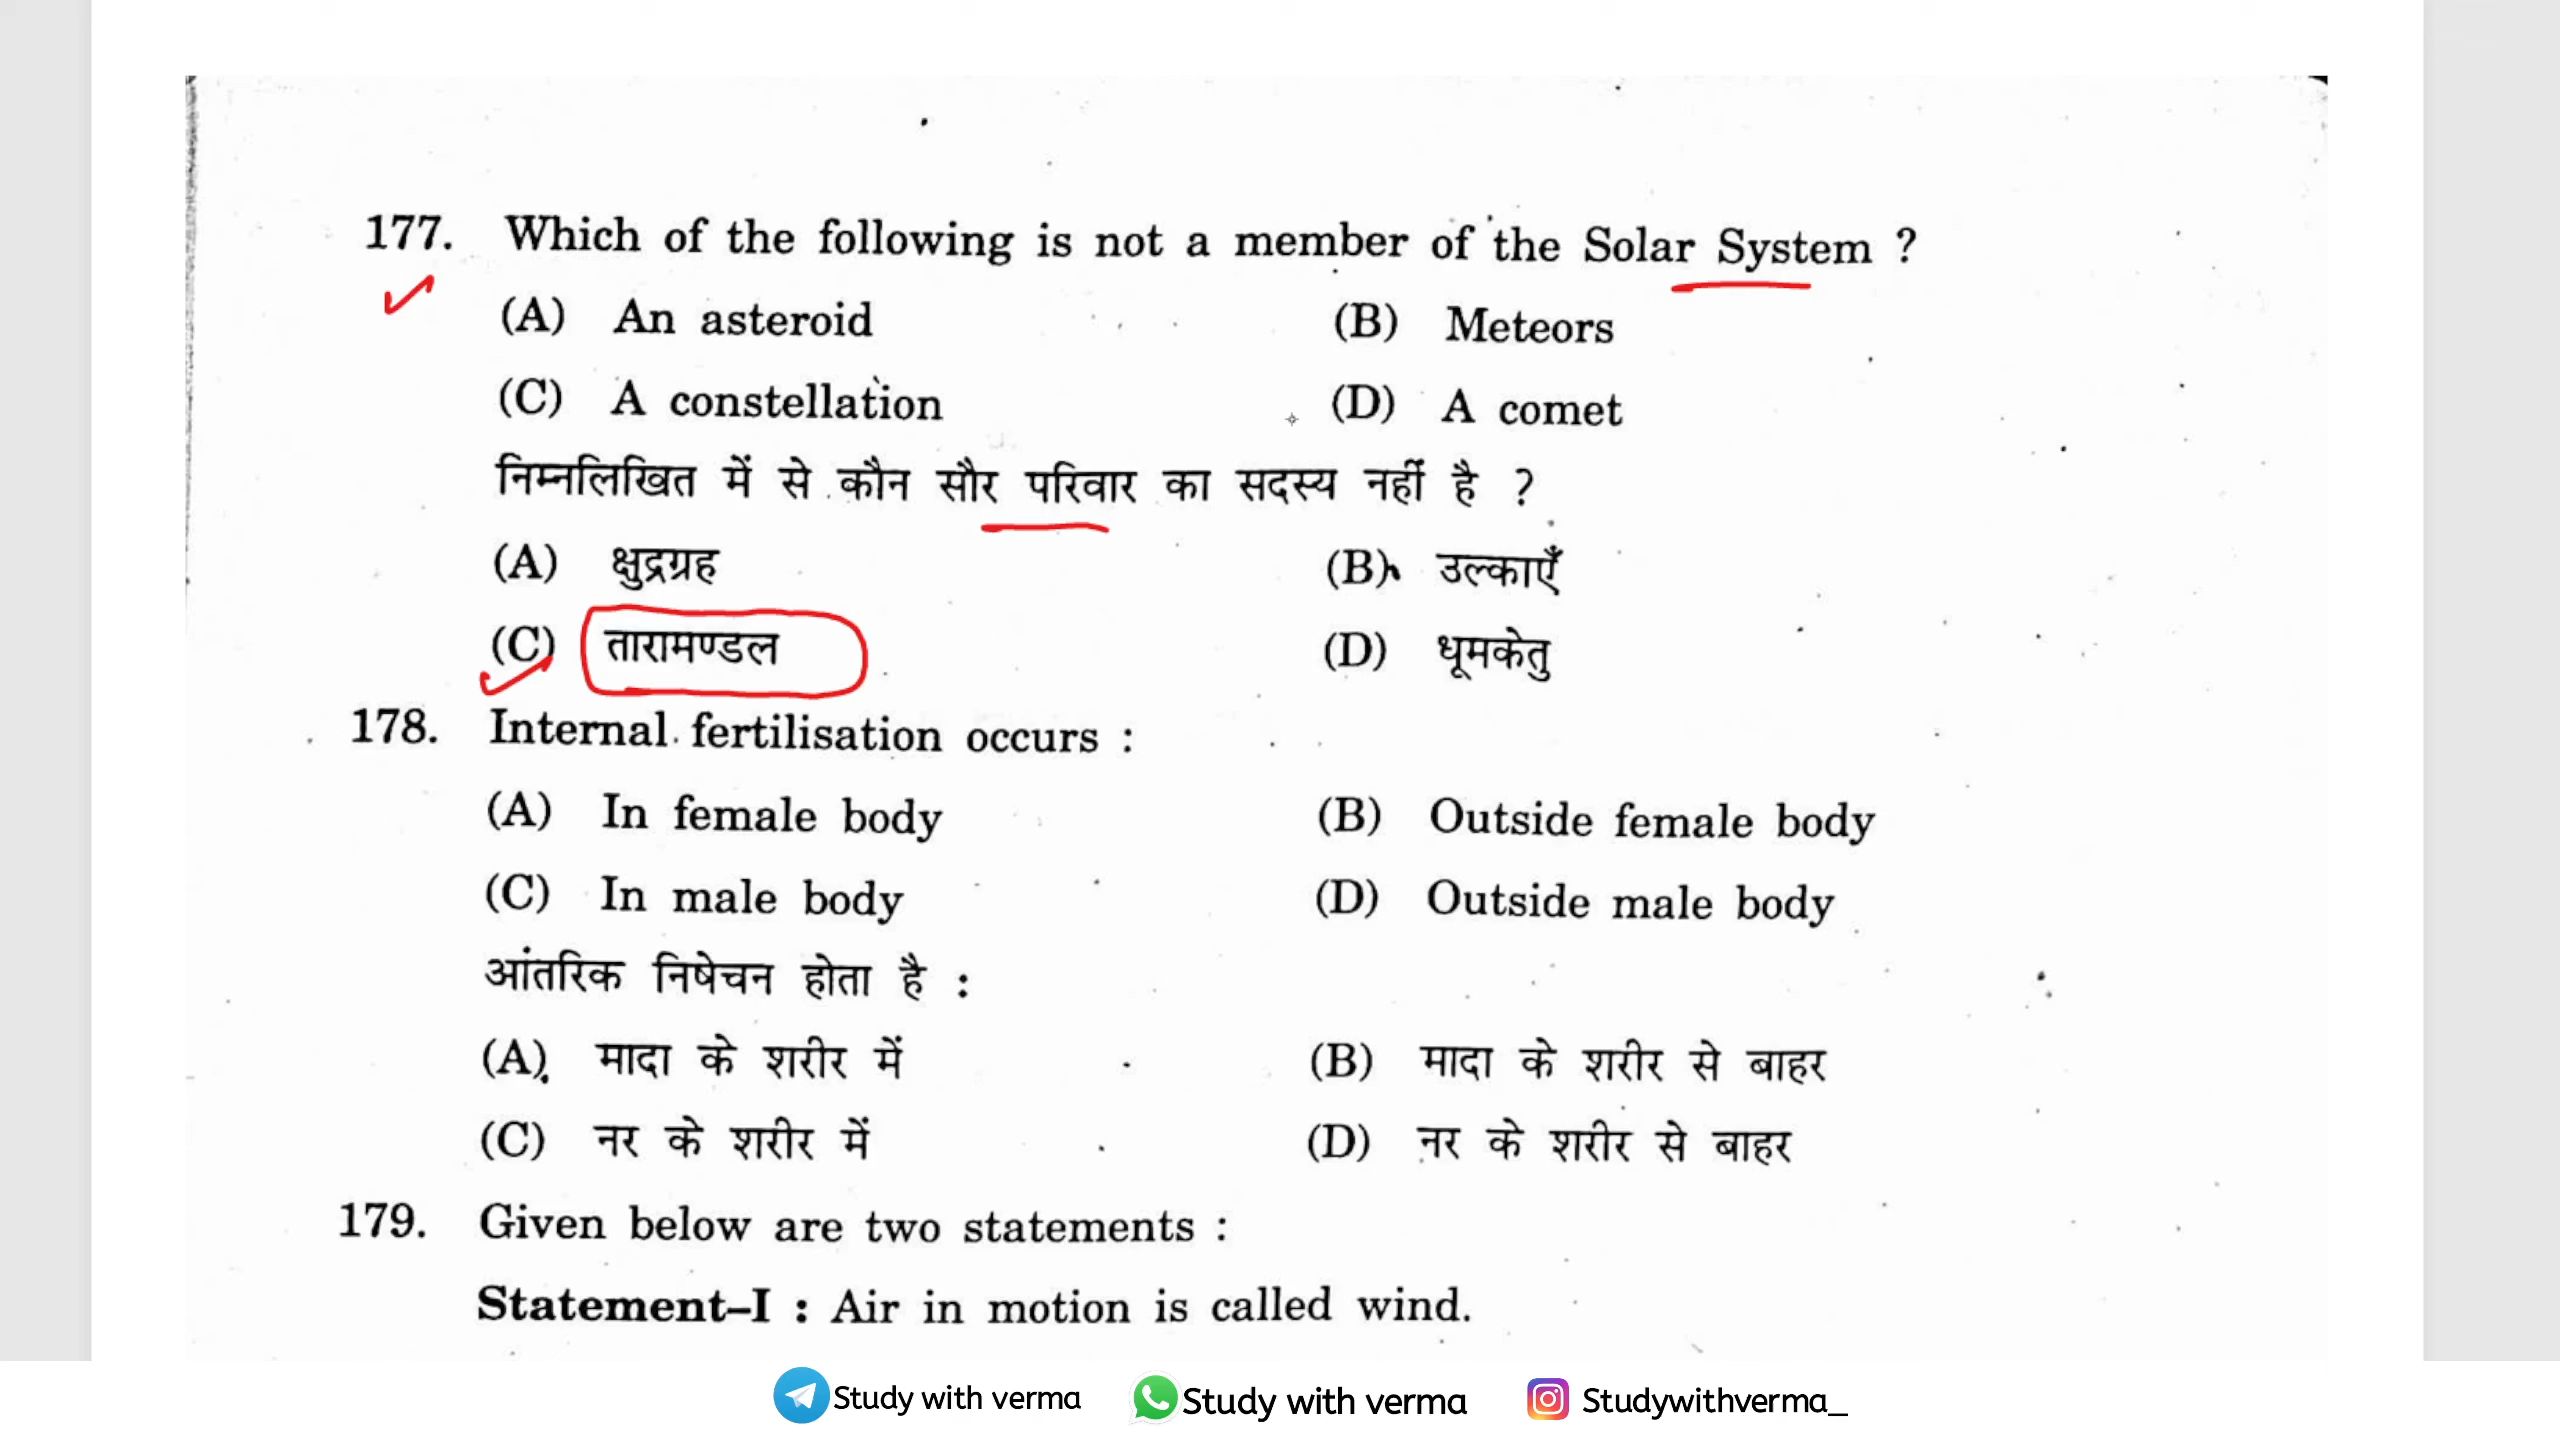 177. Which of the following is not a member of the Solar System ?
(A) An asteroid (B) Meteors
(C) A constellation (D) A comet
निम्नलिखित में से कौन सौर परिवार का सदस्य नहीं है ?
(A) क्षुद्रग्रह (B) उल्काएँ
(C) तारामण्डल (D) धूमकेतु
178. Internal fertilisation occurs :
(A) In female body (B) Outside female body
(C) In male body (D) Outside male body
आंतरिक निषेचन होता है :
(A) मादा के शरीर में (B) मादा के शरीर से बाहर
(C) नर के शरीर में (D) नर के शरीर से बाहर
179. Given below are two statements :
Statement–I : Air in motion is called wind.
Study with verma Study with verma Studywithverma_